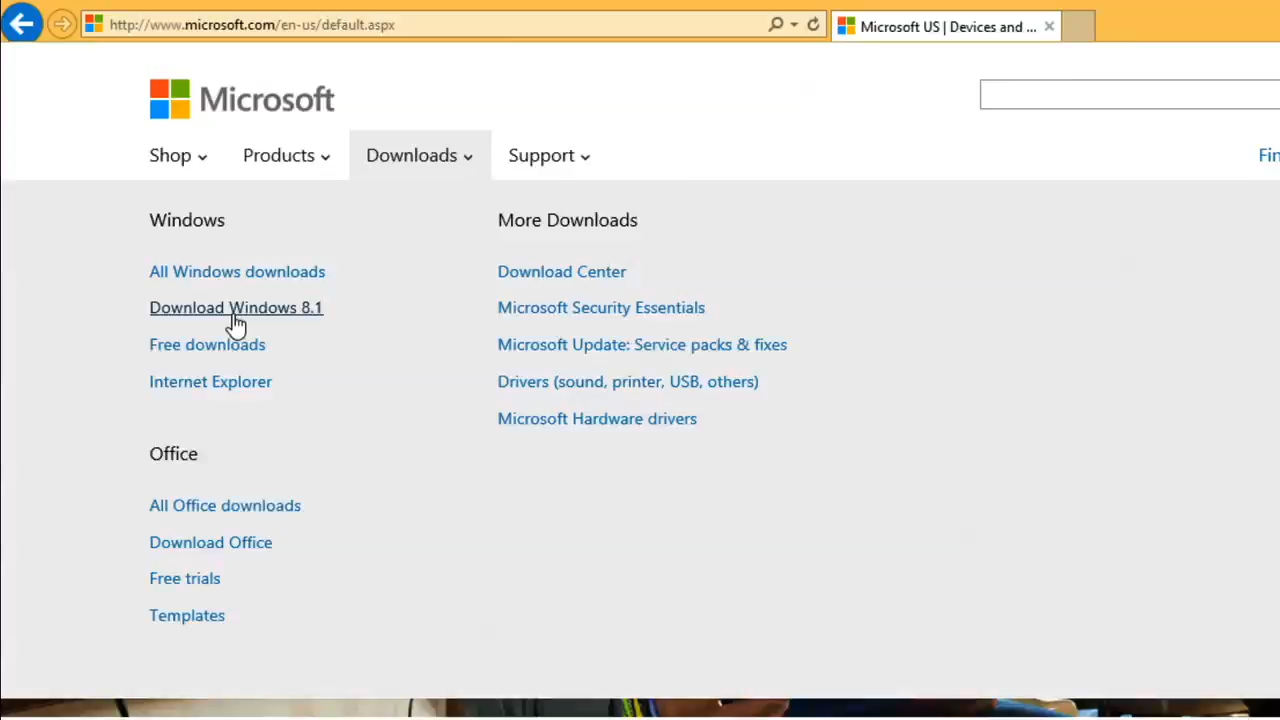 http://www.microsoft.com/en-us/default.aspx
Microsoft US | Devices and ...
Microsoft
Shop Products Downloads Support
Windows
All Windows downloads
Download Windows 8.1
Free downloads
Internet Explorer
Office
All Office downloads
Download Office
Free trials
Templates
More Downloads
Download Center
Microsoft Security Essentials
Microsoft Update: Service packs & fixes
Drivers (sound, printer, USB, others)
Microsoft Hardware drivers